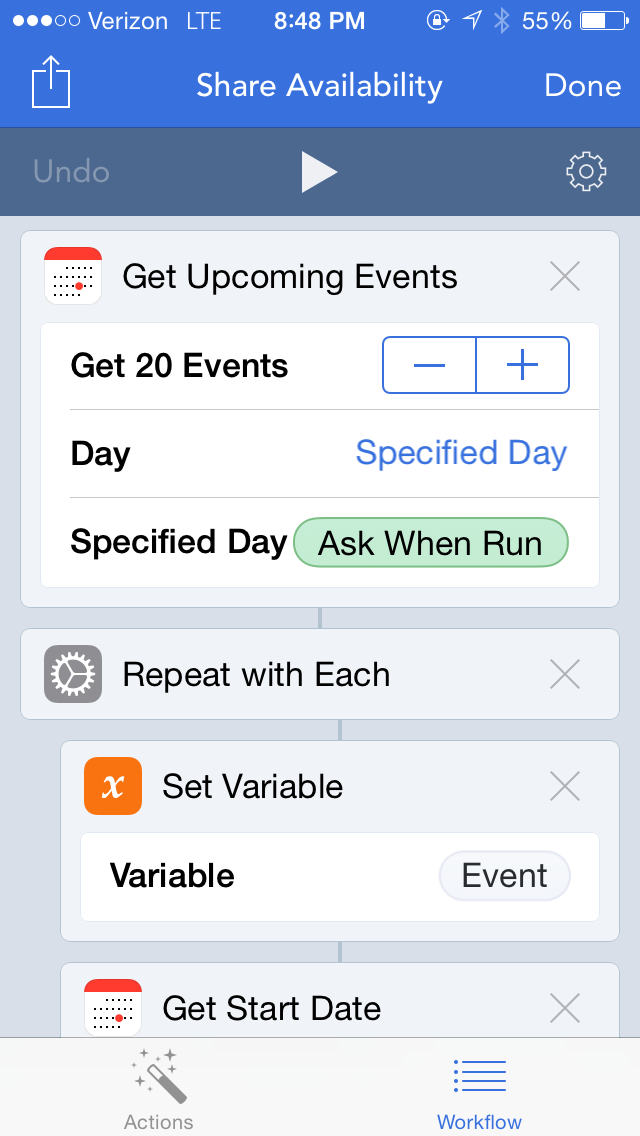 Verizon LTE 8:48 PM 55%
Share Availability Done
Undo
Get Upcoming Events
Get 20 Events
Day Specified Day
Specified Day Ask When Run
Repeat with Each
x Set Variable
Variable Event
Get Start Date
Actions Workflow